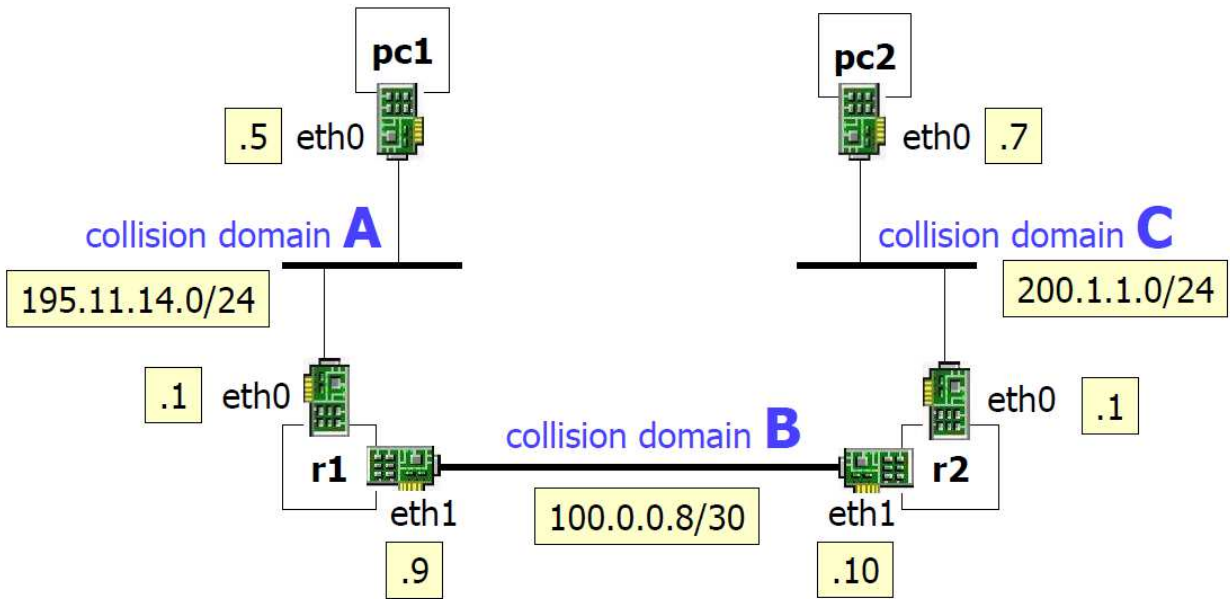 pc1
pc2
.5
eth0
eth0
.7
collision domain A
collision domain C
195.11.14.0/24
200.1.1.0/24
.1
eth0
eth0
.1
collision domain B
r1
r2
eth1
100.0.0.8/30
eth1
.9
.10